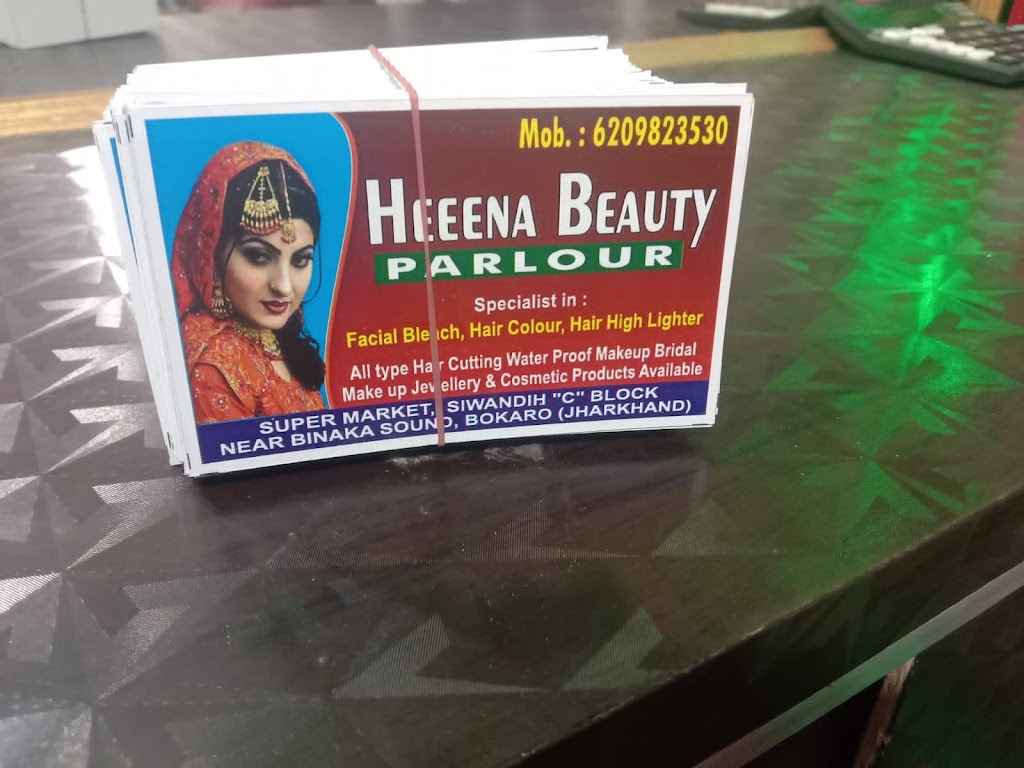 Mob. : 6209823530
HEEENA BEAUTY
PARLOUR
Specialist in :
Facial Bleach, Hair Colour, Hair High Lighter
All type Hair Cutting Water Proof Makeup Bridal
Make up Jewellery & Cosmetic Products Available
SUPER MARKET, SIWANDIH "C" BLOCK
NEAR BINAKA SOUND, BOKARO (JHARKHAND)